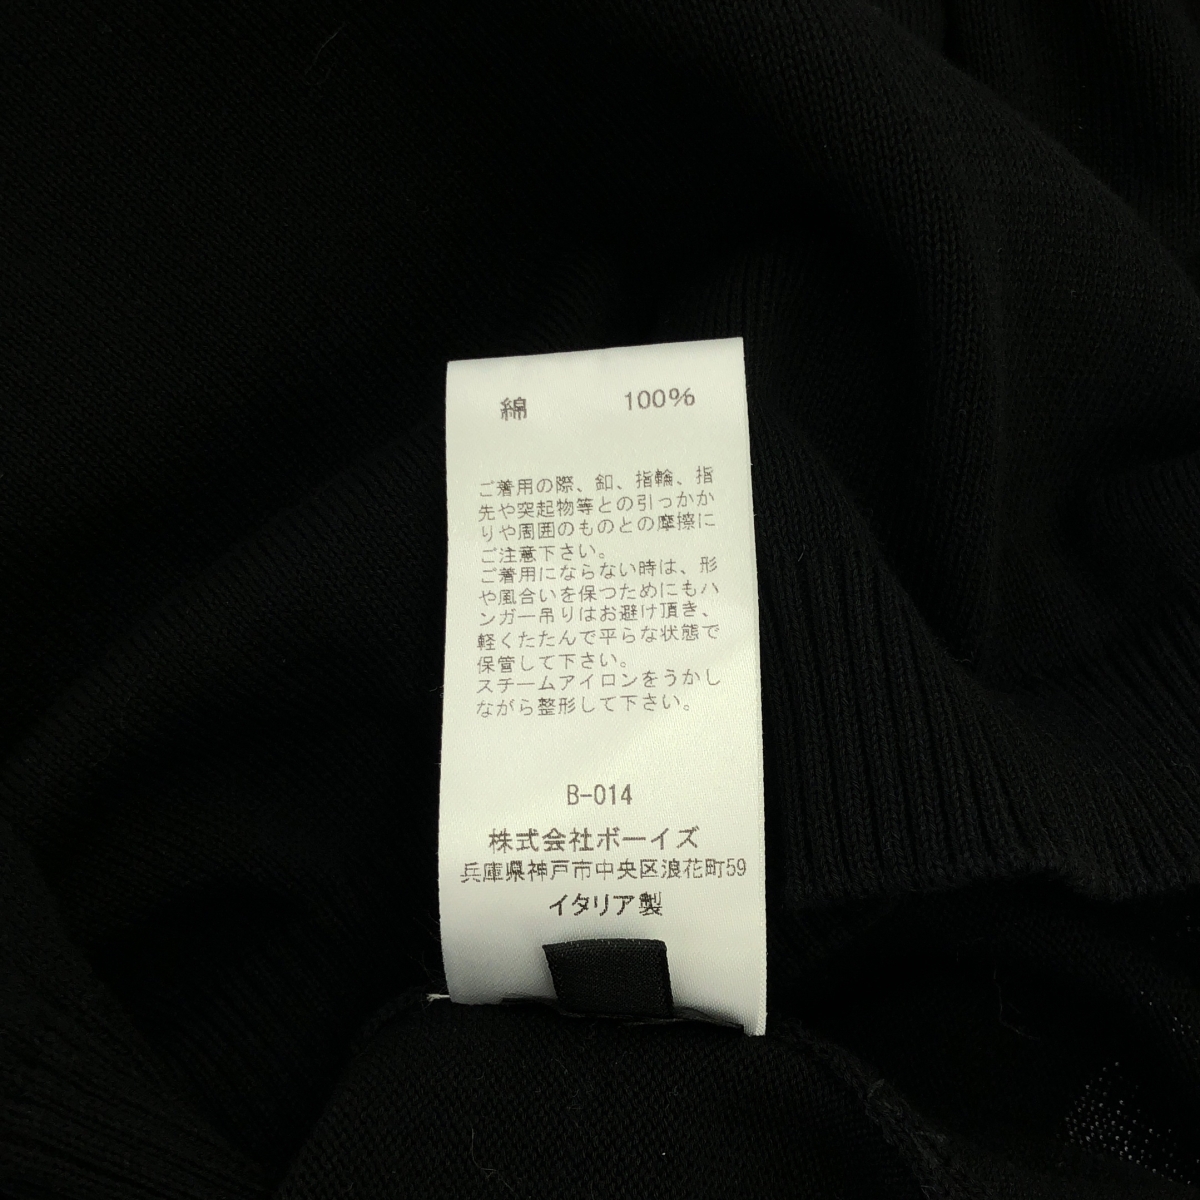 綿 100%
ご着用の際、釦、指輪、指
先や突起物等との引っかか
りや周囲のものとの摩擦に
ご注意下さい。
ご着用にならない時は、形
や風合いを保つためにもハ
ンガー吊りはお避け頂き、
軽くたたんで平らな状態で
保管して下さい。
スチームアイロンをうかし
ながら整形して下さい。
B-014
株式会社ボーイズ
兵庫県神戸市中央区浪花町59
イタリア製